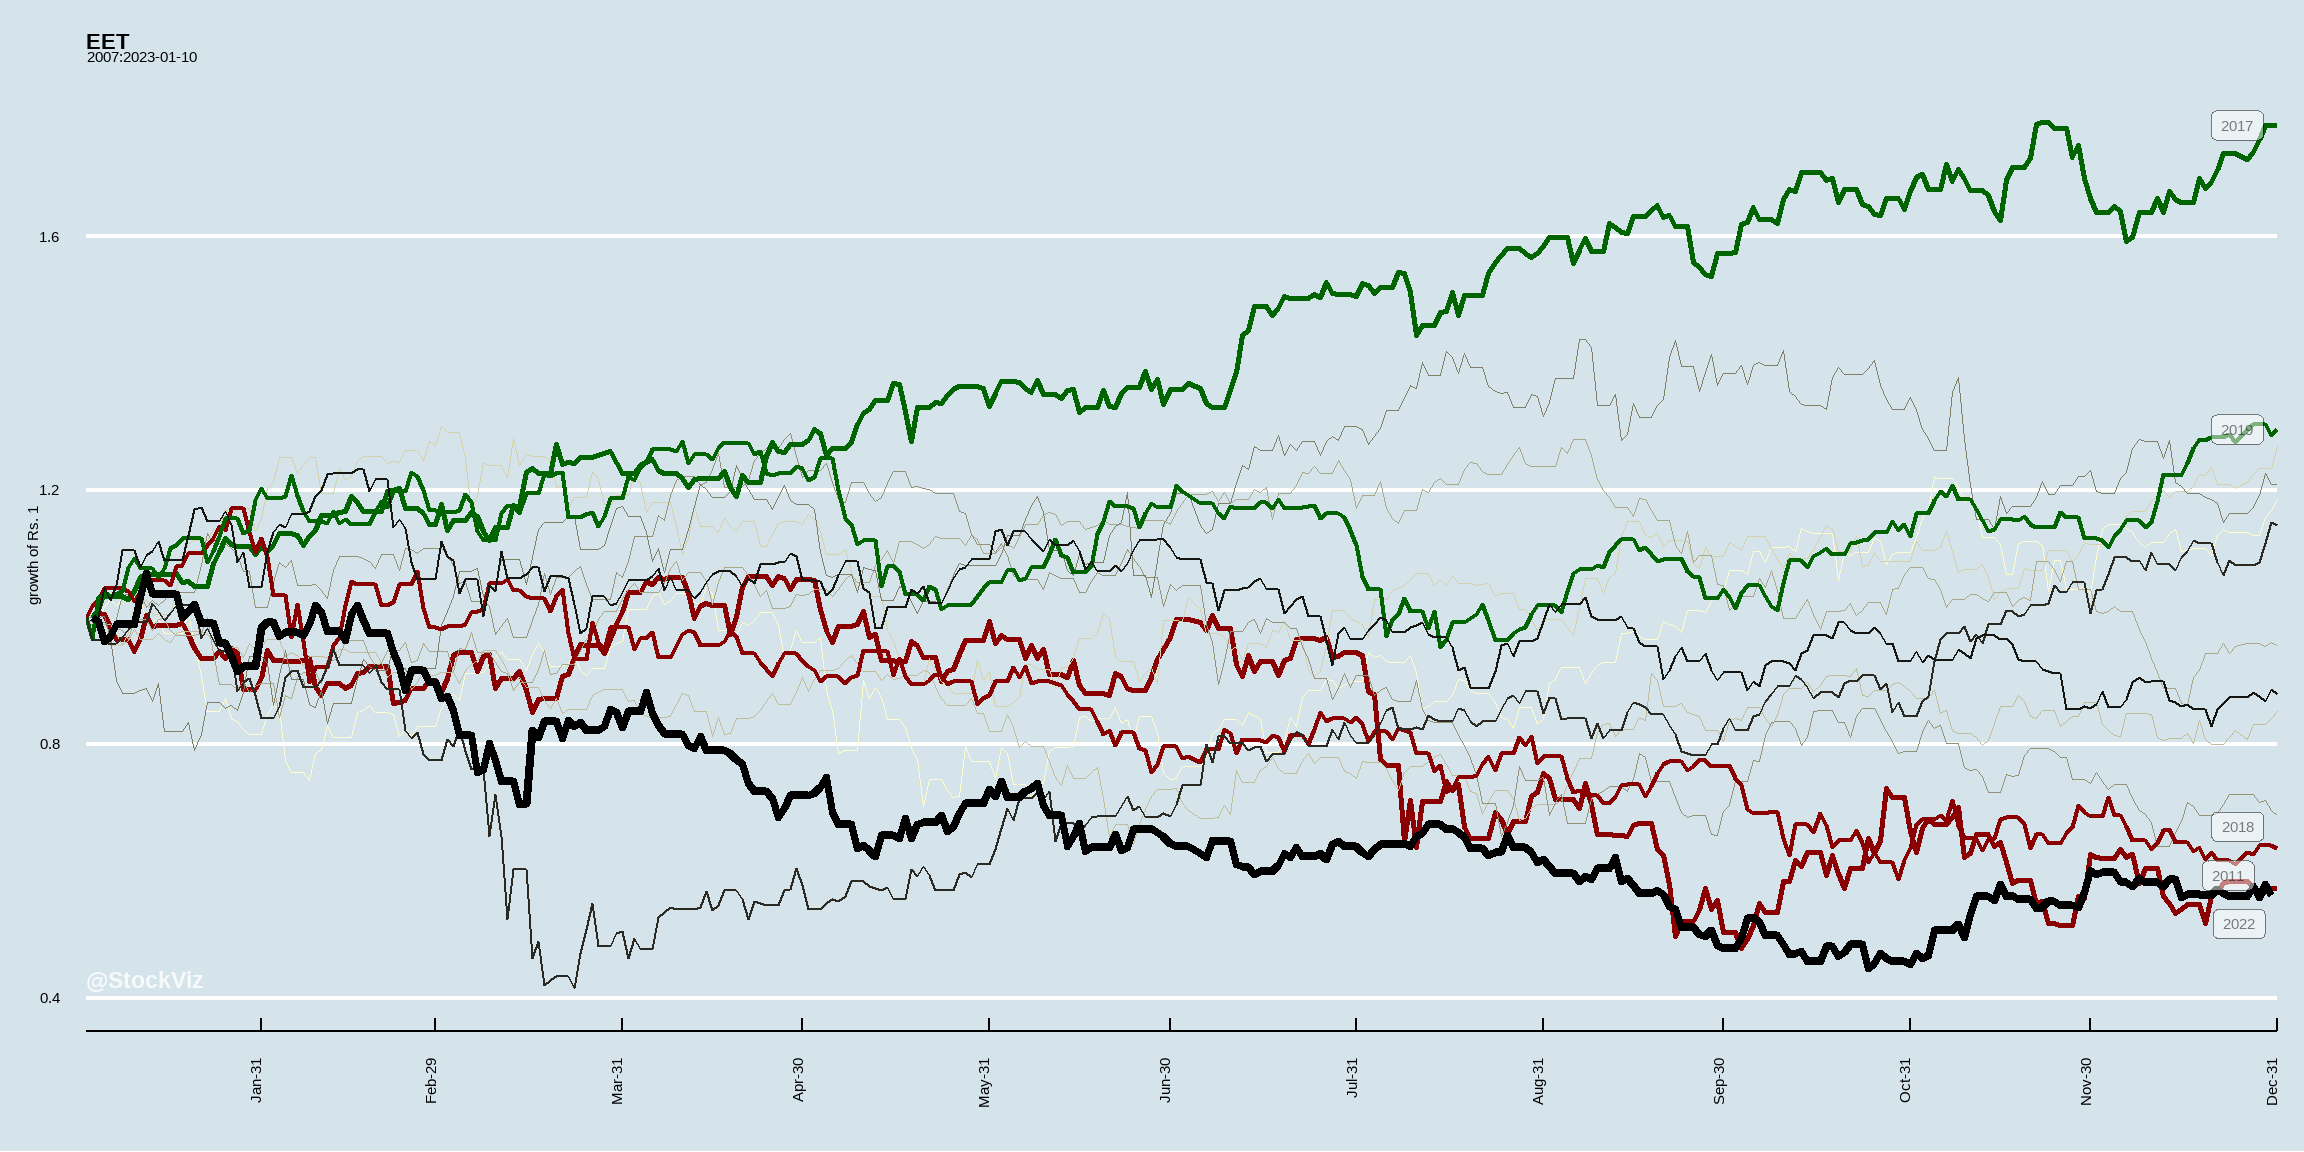 EET
2007:2023-01-10
2017
1.6
2019
1.2
growth of Rs. 1
0.8
2018
2011
2022
@StockViz
0.4
Jan-31
Feb-29
Mar-31
Apr-30
May-31
Jun-30
Jul-31
Aug-31
Sep-30
Oct-31
Nov-30
Dec-31